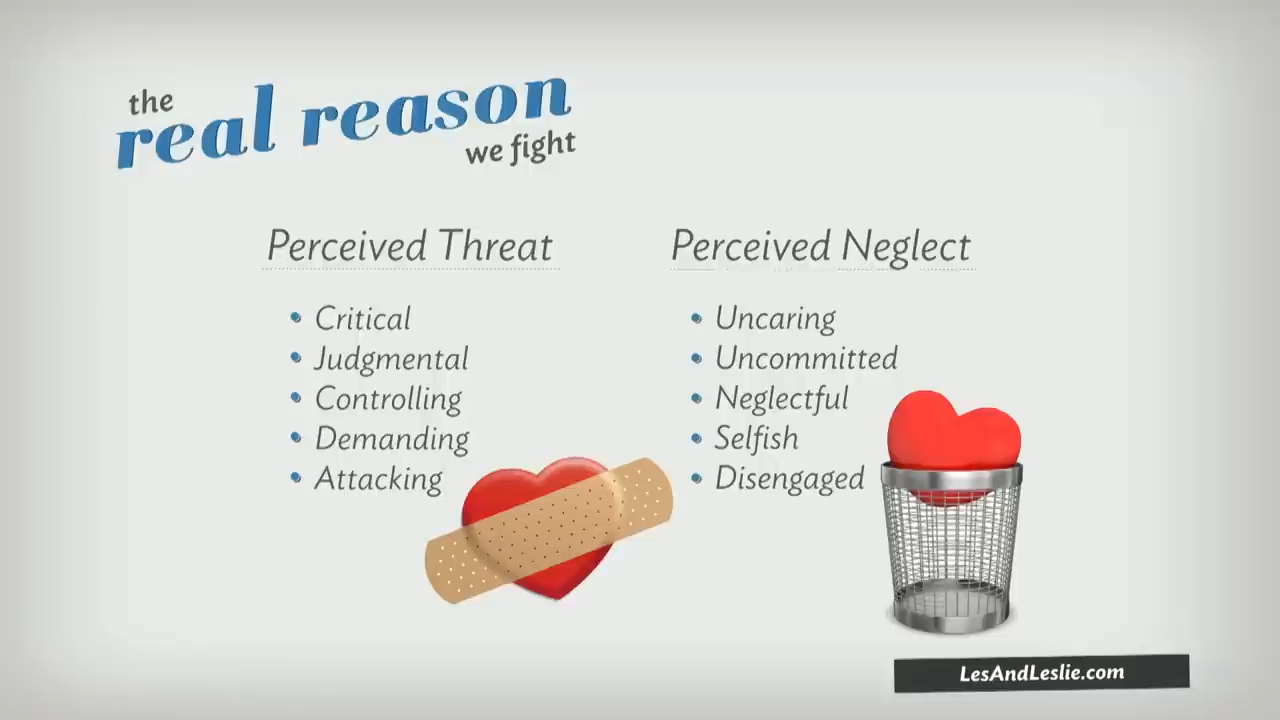 the
real reason
we fight
Perceived Threat
• Critical
• Judgmental
• Controlling
• Demanding
• Attacking
Perceived Neglect
• Uncaring
• Uncommitted
• Neglectful
• Selfish
• Disengaged
LesAndLeslie.com